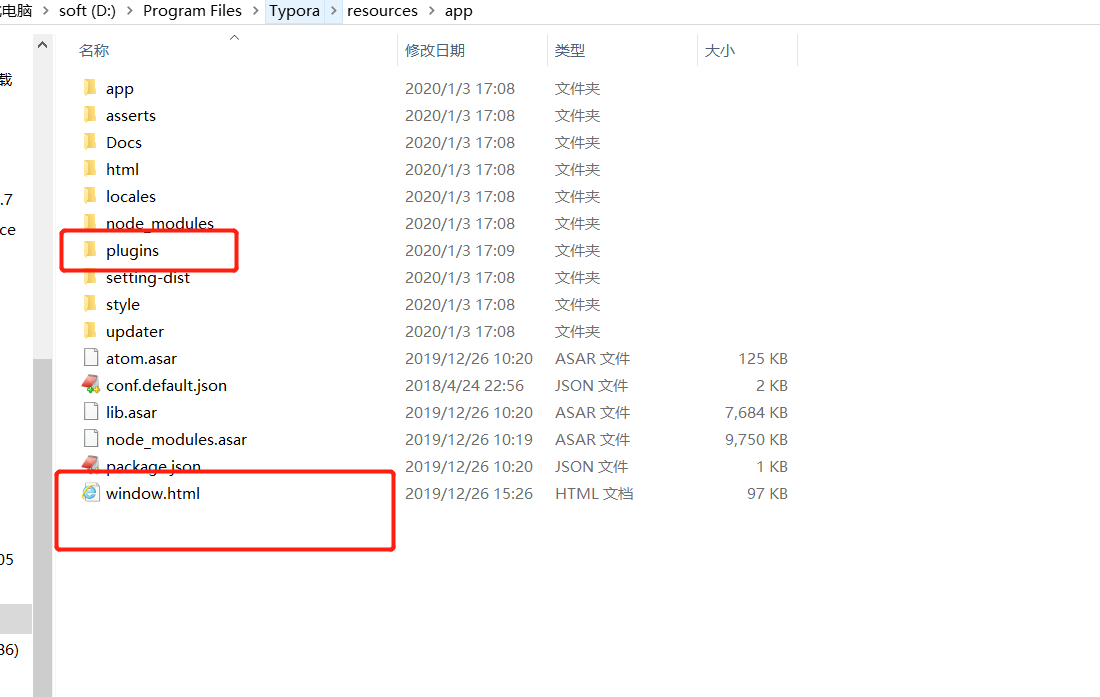 电脑 > soft (D:) > Program Files > Typora > resources > app
名称 修改日期 类型 大小
载
app 2020/1/3 17:08 文件夹
asserts 2020/1/3 17:08 文件夹
Docs 2020/1/3 17:08 文件夹
html 2020/1/3 17:08 文件夹
locales 2020/1/3 17:08 文件夹
.7
node_modules 2020/1/3 17:08 文件夹
ce
plugins 2020/1/3 17:09 文件夹
setting-dist 2020/1/3 17:08 文件夹
style 2020/1/3 17:08 文件夹
updater 2020/1/3 17:08 文件夹
atom.asar 2019/12/26 10:20 ASAR 文件 125 KB
conf.default.json 2018/4/24 22:56 JSON 文件 2 KB
lib.asar 2019/12/26 10:20 ASAR 文件 7,684 KB
node_modules.asar 2019/12/26 10:19 ASAR 文件 9,750 KB
package.json 2019/12/26 10:20 JSON 文件 1 KB
window.html 2019/12/26 15:26 HTML 文档 97 KB
05
86)